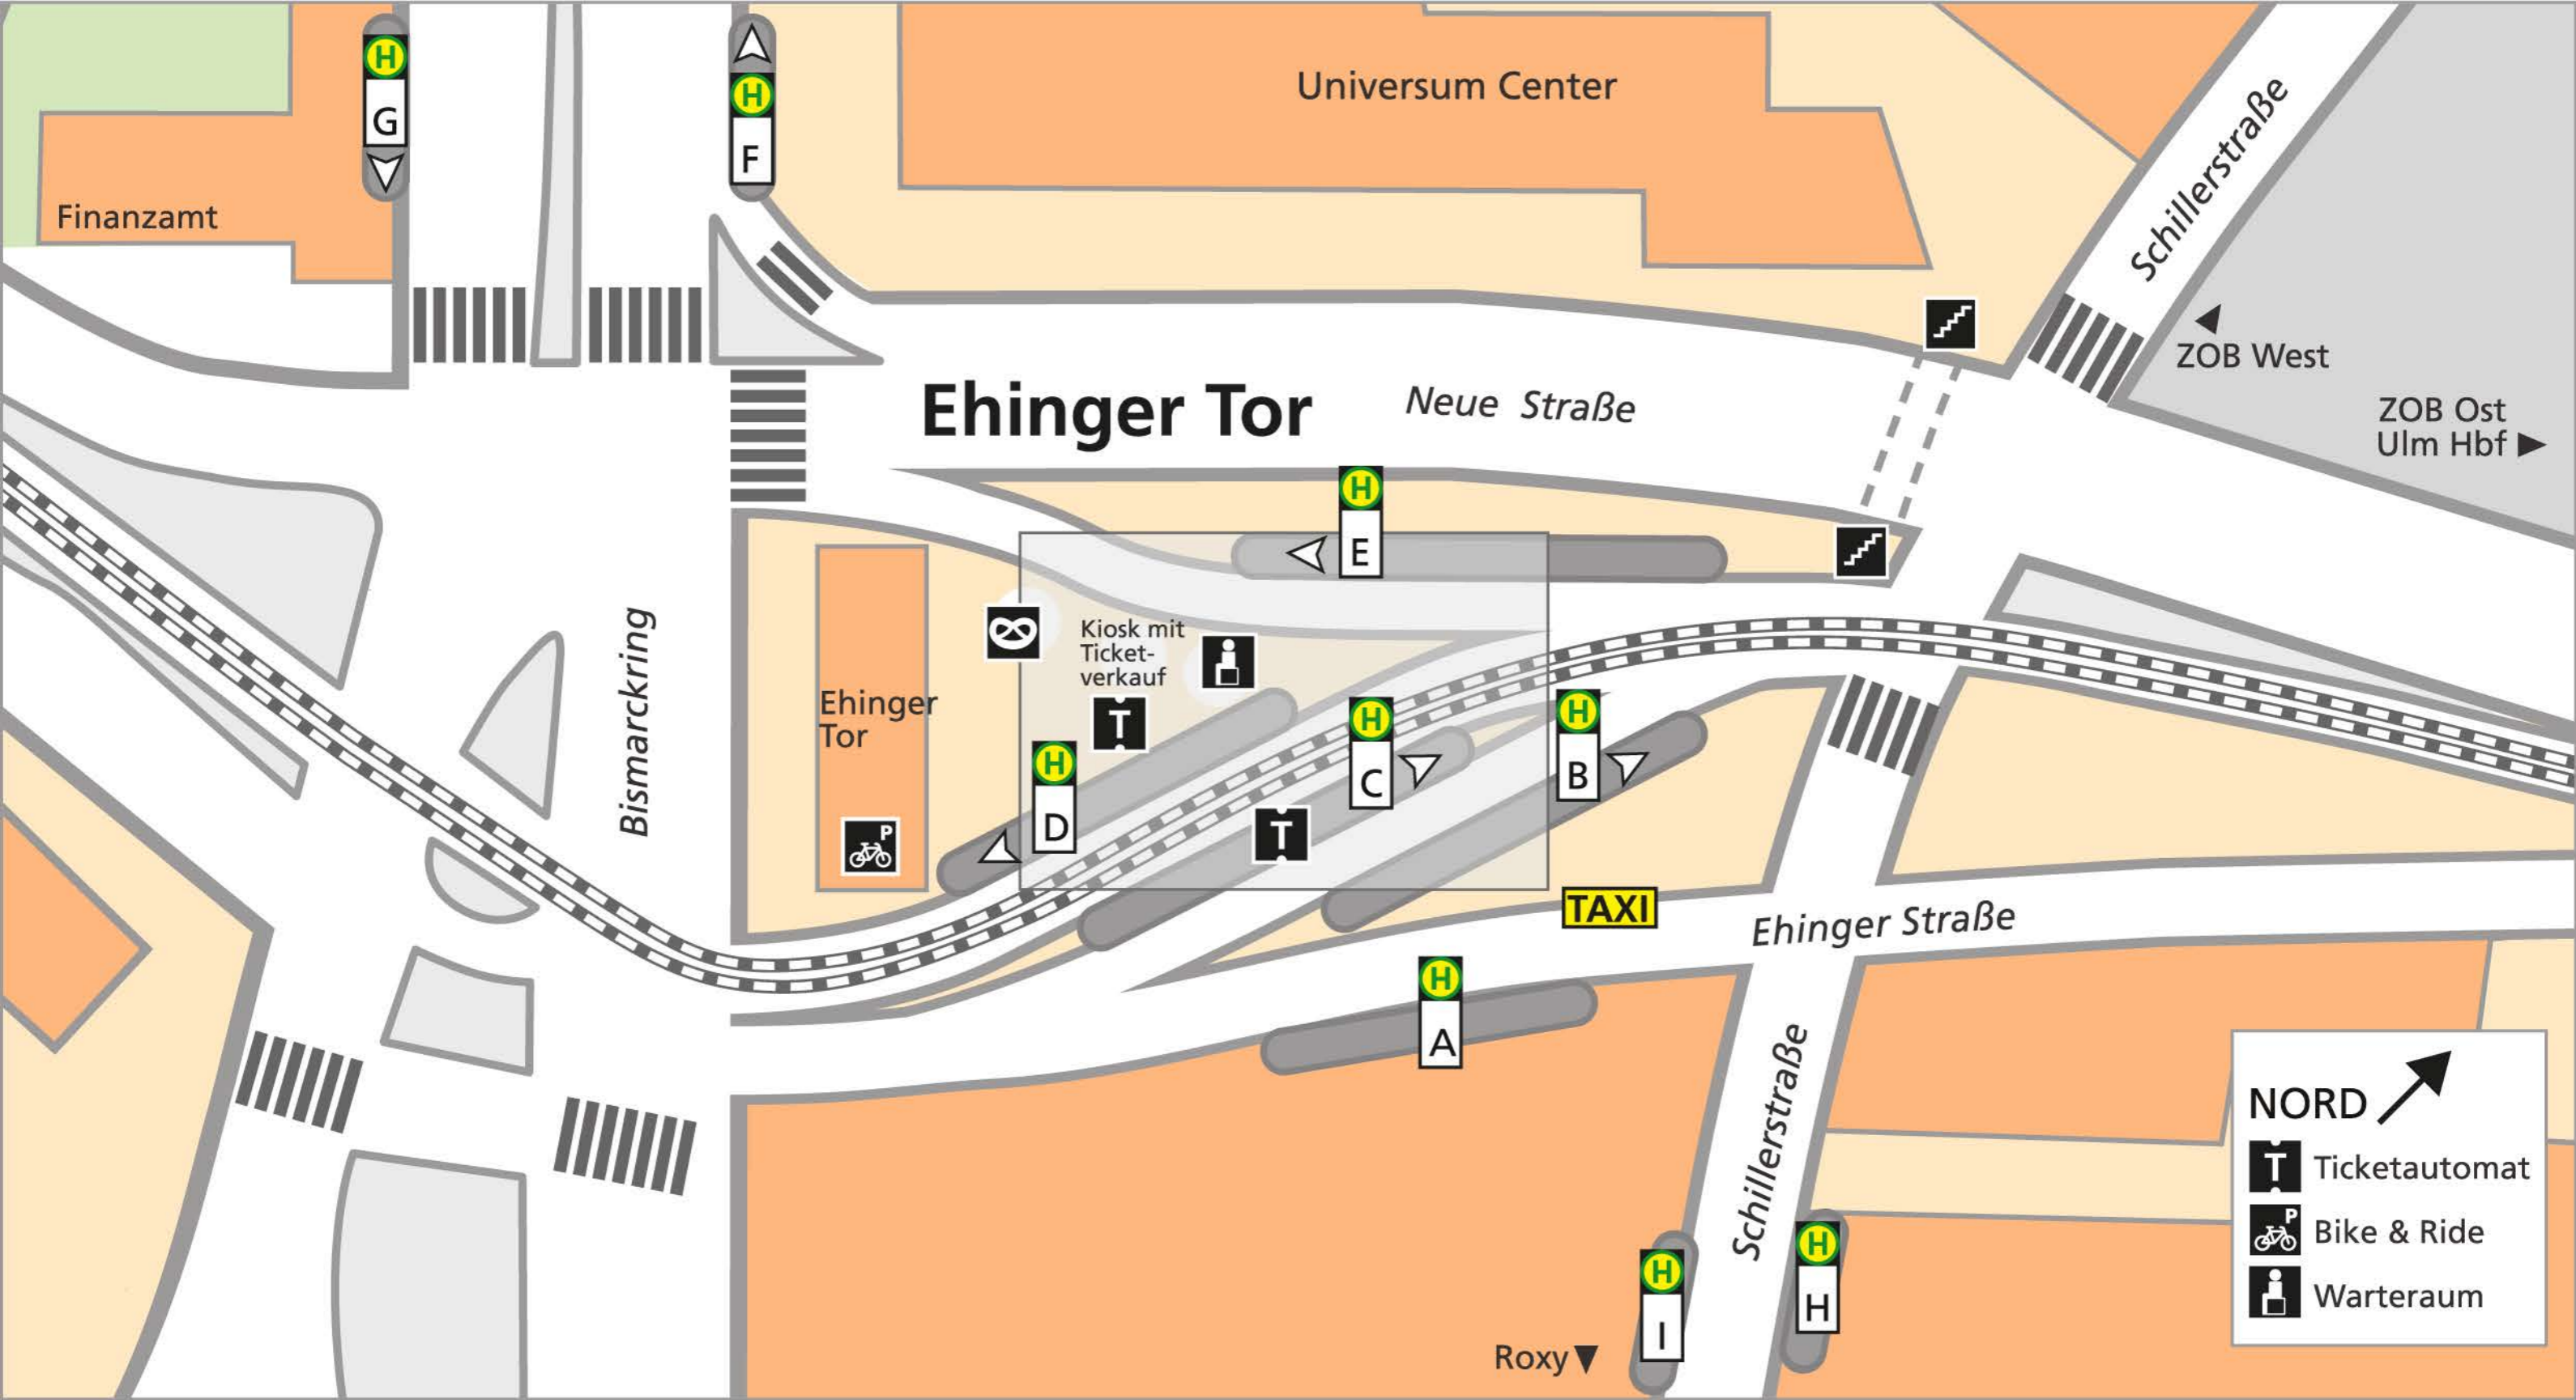 H
G
H
F
Universum Center
Finanzamt
Schillerstraße
ZOB West
ZOB Ost
Ulm Hbf
Ehinger Tor
Neue Straße
H
E
Kiosk mit
Ticket-
verkauf
T
Ehinger
Tor
Bismarckring
H
D
H
C
H
B
T
P
TAXI
Ehinger Straße
H
A
Schillerstraße
H
I
H
H
Roxy
NORD
T
Ticketautomat
P
Bike & Ride
Warteraum